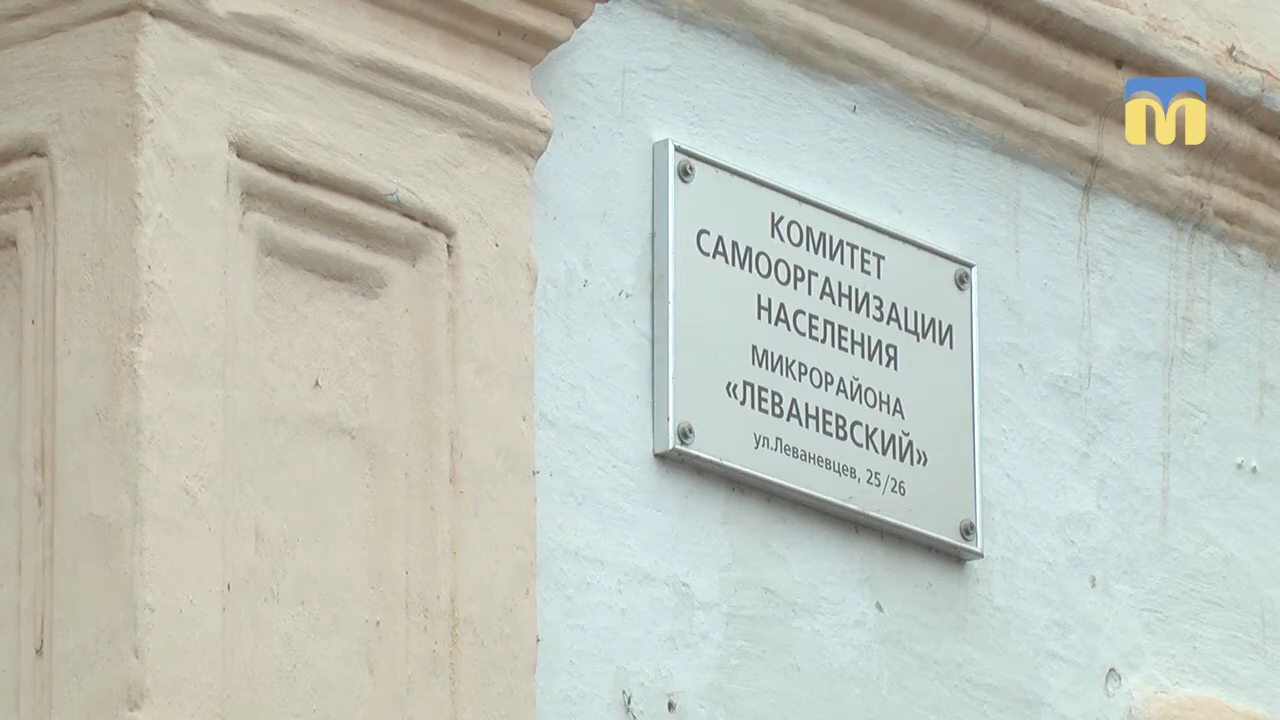 КОМИТЕТ
САМООРГАНИЗАЦИИ
НАСЕЛЕНИЯ
МИКРОРАЙОНА
«ЛЕВАНЕВСКИЙ»
ул.Леваневцев, 25/26